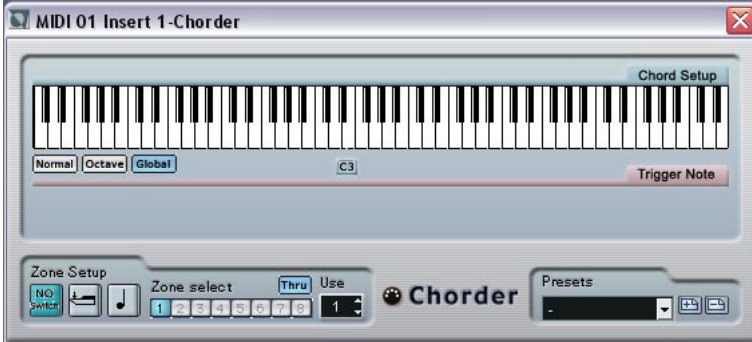 MIDI 01 Insert 1-Chorder
Chord Setup
Normal Octave Global C3
Trigger Note
Zone Setup
NO Switch
Zone select Thru Use
1 2 3 4 5 6 7 8 1
Chorder
Presets
-